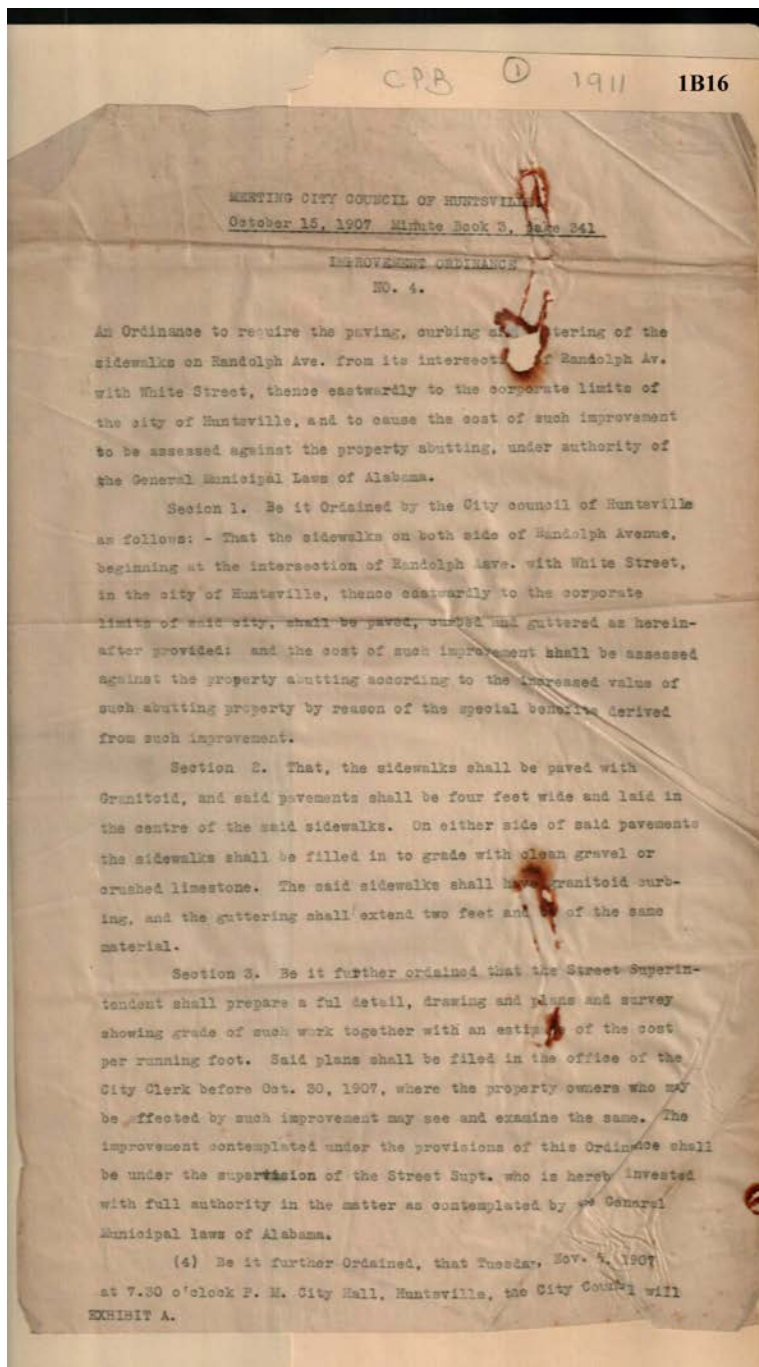 CPB ① 1911 1B16
MEETING CITY COUNCIL OF HUNTSVILLE
October 15, 1907 Minute Book 3, Page 341
IMPROVEMENT ORDINANCE
NO. 4.
An Ordinance to require the paving, curbing tering of the
sidewalks on Randolph Ave. from its intersecti f Randolph Av.
with White Street, thence eastwardly to the corporate limits of
the city of Huntsville, and to cause the cost of such improvement
to be assessed against the property abutting, under authority of
the General Municipal Laws of Alabama.
Secion 1. Be it Ordained by the City council of Huntsville
as follows: - That the sidewalks on both side of Randolph Avenue,
beginning at the intersection of Randolph Aave. with White Street,
in the city of Huntsville, thence eastwardly to the corporate
limits of said city, shall be paved, curbed and guttered as herein-
after provided: and the cost of such improvement shall be assessed
against the property abutting according to the increased value of
such abutting property by reason of the special benefits derived
from such improvement.
Section 2. That, the sidewalks shall be paved with
Granitoid, and said pavements shall be four feet wide and laid in
the centre of the said sidewalks. On either side of said pavements
the sidewalks shall be filled in to grade with clean gravel or
crushed limestone. The said sidewalks shall have granitoid curb-
ing, and the guttering shall extend two feet and of the same
material.
Section 3. Be it further ordained that the Street Superin-
tendent shall prepare a ful detail, drawing and plans and survey
showing grade of such work together with an estimate of the cost
per running foot. Said plans shall be filed in the office of the
City Clerk before Oct. 30, 1907, where the property owners who may
be affected by such improvement may see and examine the same. The
improvement contemplated under the provisions of this Ordinance shall
be under the supervision of the Street Supt. who is hereby invested
with full authority in the matter as contemplated by General
Municipal laws of Alabama.
(4) Be it further Ordained, that Tuesday, Nov. 5, 1907
at 7.30 o'clock P. M. City Hall, Huntsville, the City Council will
EXHIBIT A.